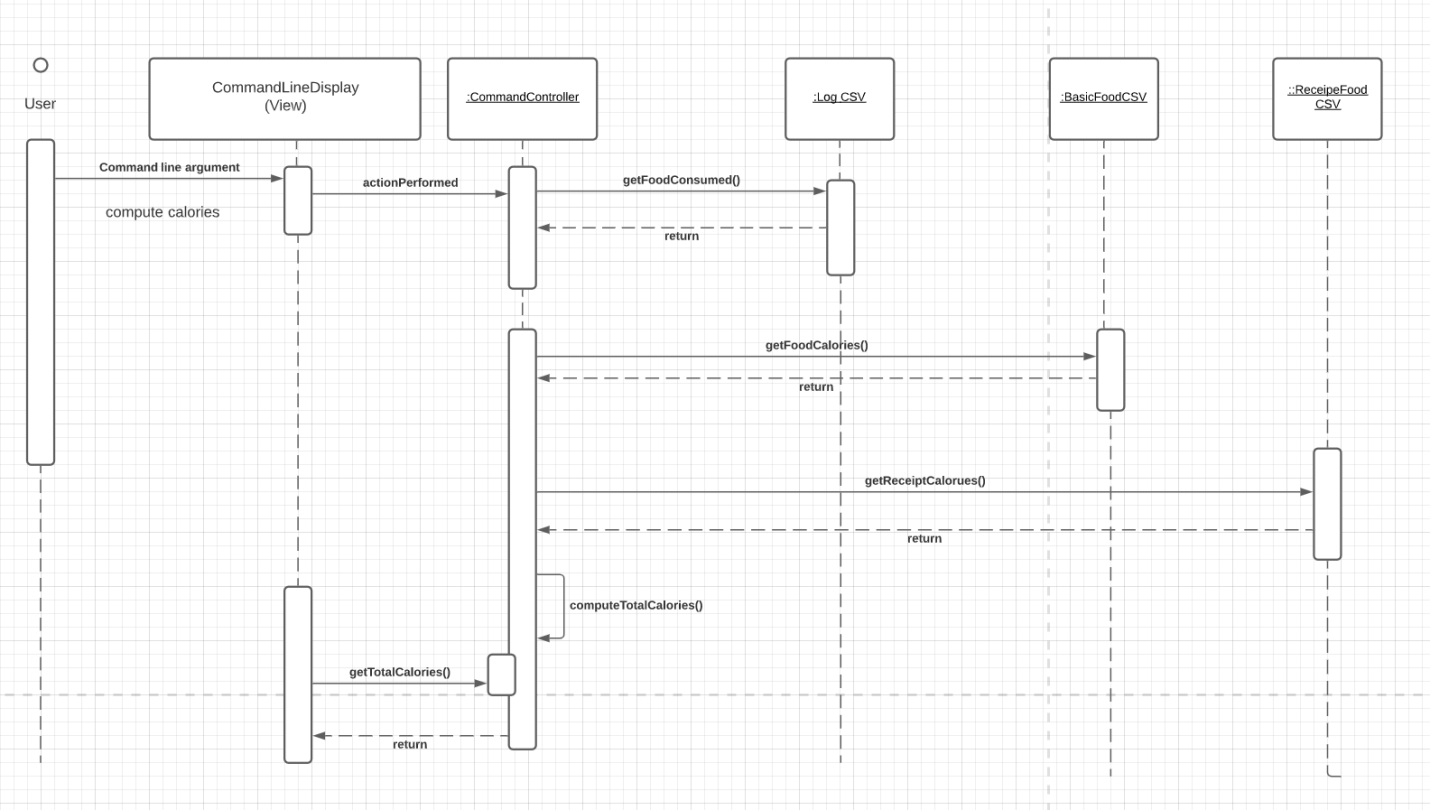 User
CommandLineDisplay
(View)
:CommandController
:Log CSV
:BasicFoodCSV
::ReceipeFood
CSV
Command line argument
compute calories
actionPerformed
getFoodConsumed()
return
getFoodCalories()
return
getReceiptCalorues()
return
computeTotalCalories()
getTotalCalories()
return